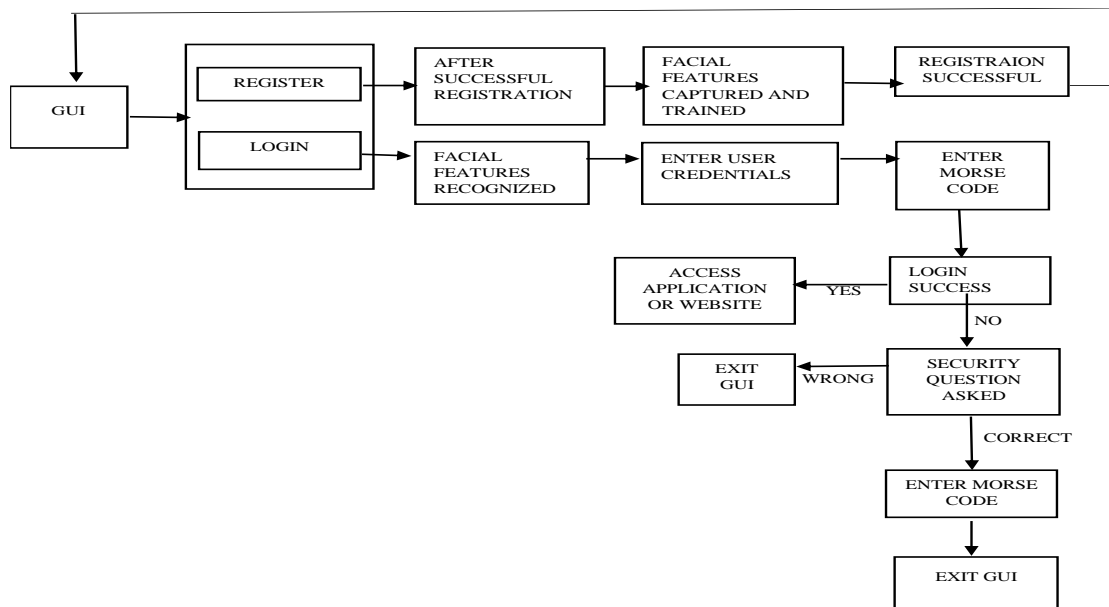 GUI
REGISTER
LOGIN
AFTER
SUCCESSFUL
REGISTRATION
FACIAL
FEATURES
CAPTURED AND
TRAINED
REGISTRAION
SUCCESSFUL
FACIAL
FEATURES
RECOGNIZED
ENTER USER
CREDENTIALS
ENTER
MORSE
CODE
ACCESS
APPLICATION
OR WEBSITE
YES
LOGIN
SUCCESS
NO
EXIT
GUI
WRONG
SECURITY
QUESTION
ASKED
CORRECT
ENTER MORSE
CODE
EXIT GUI